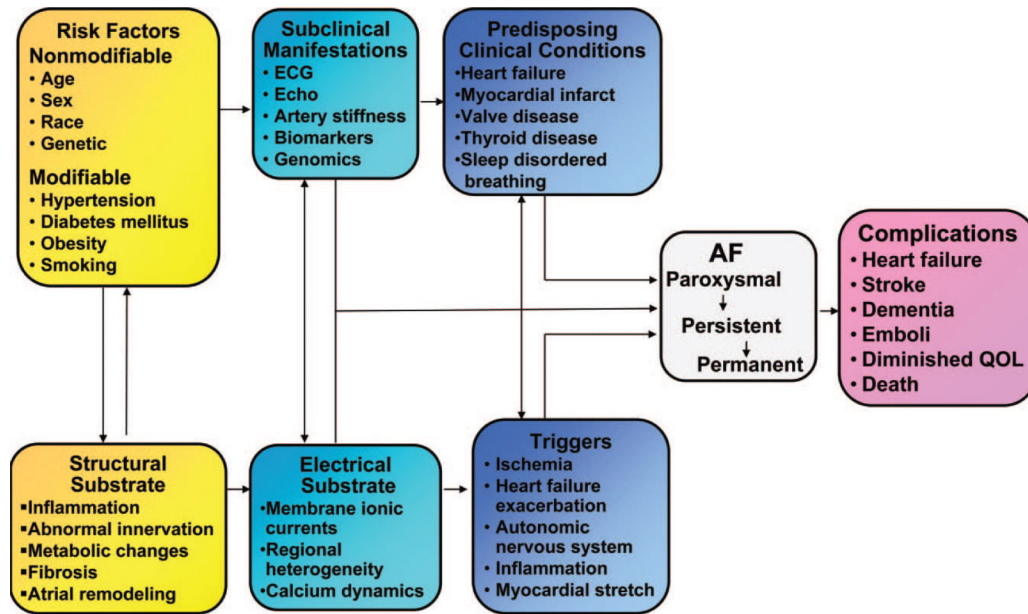 Risk Factors
Nonmodifiable
• Age
• Sex
• Race
• Genetic
Modifiable
• Hypertension
• Diabetes mellitus
• Obesity
• Smoking
Subclinical
Manifestations
• ECG
• Echo
• Artery stiffness
• Biomarkers
• Genomics
Predisposing
Clinical Conditions
•Heart failure
•Myocardial infarct
•Valve disease
•Thyroid disease
•Sleep disordered
breathing
AF
Paroxysmal
Persistent
Permanent
Complications
• Heart failure
• Stroke
• Dementia
• Emboli
• Diminished QOL
• Death
Structural
Substrate
▪Inflammation
▪Abnormal innervation
▪Metabolic changes
▪Fibrosis
▪Atrial remodeling
Electrical
Substrate
•Membrane ionic
currents
• Regional
heterogeneity
•Calcium dynamics
Triggers
• Ischemia
• Heart failure
exacerbation
• Autonomic
nervous system
• Inflammation
• Myocardial stretch